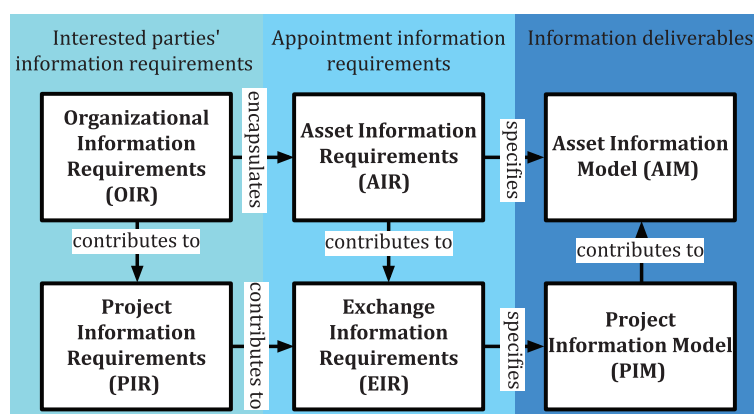 Interested parties'
information requirements
Appointment information
requirements
Information deliverables
Organizational
Information
Requirements
(OIR)
encapsulates
Asset Information
Requirements
(AIR)
specifies
Asset Information
Model (AIM)
contributes to
contributes to
contributes to
Project
Information
Requirements
(PIR)
contributes to
Exchange
Information
Requirements
(EIR)
specifies
Project
Information Model
(PIM)